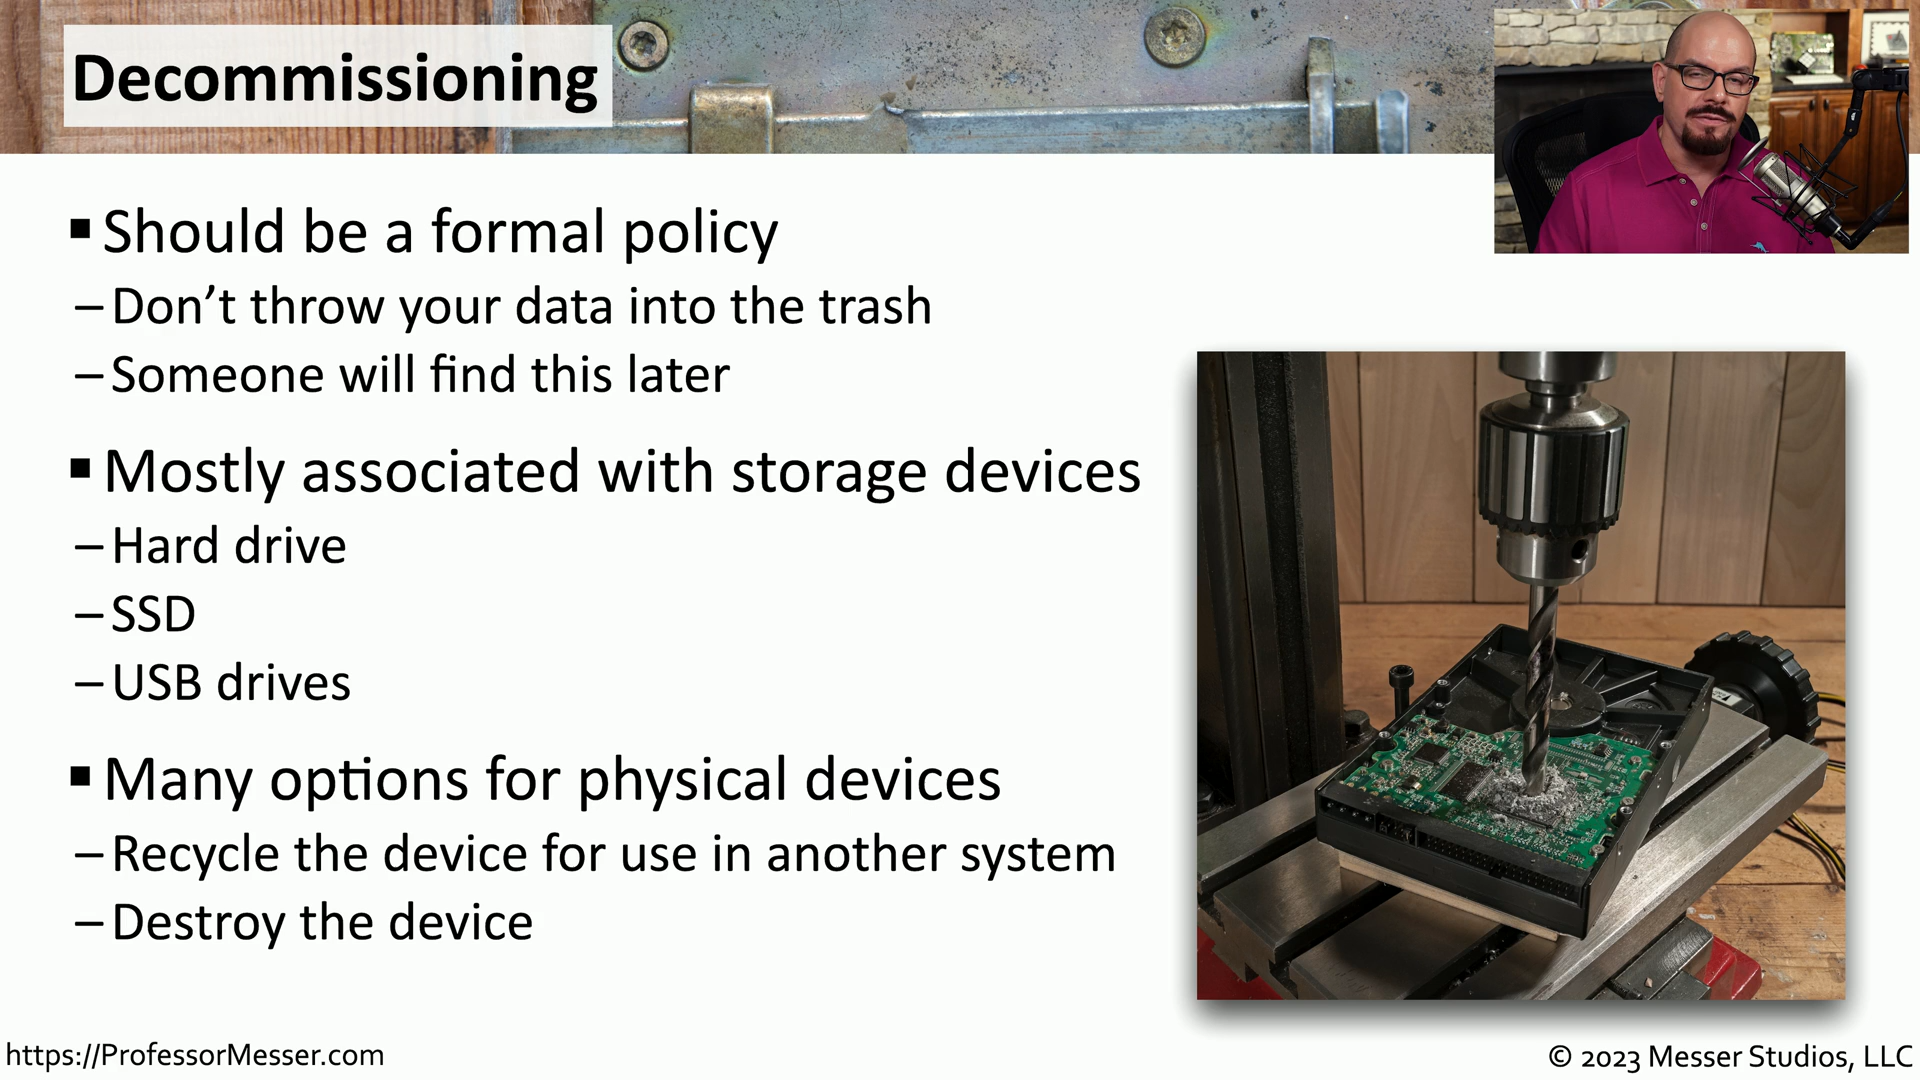 Decommissioning
▪ Should be a formal policy
– Don’t throw your data into the trash
– Someone will find this later
▪ Mostly associated with storage devices
– Hard drive
– SSD
– USB drives
▪ Many options for physical devices
– Recycle the device for use in another system
– Destroy the device
https://ProfessorMesser.com
© 2023 Messer Studios, LLC